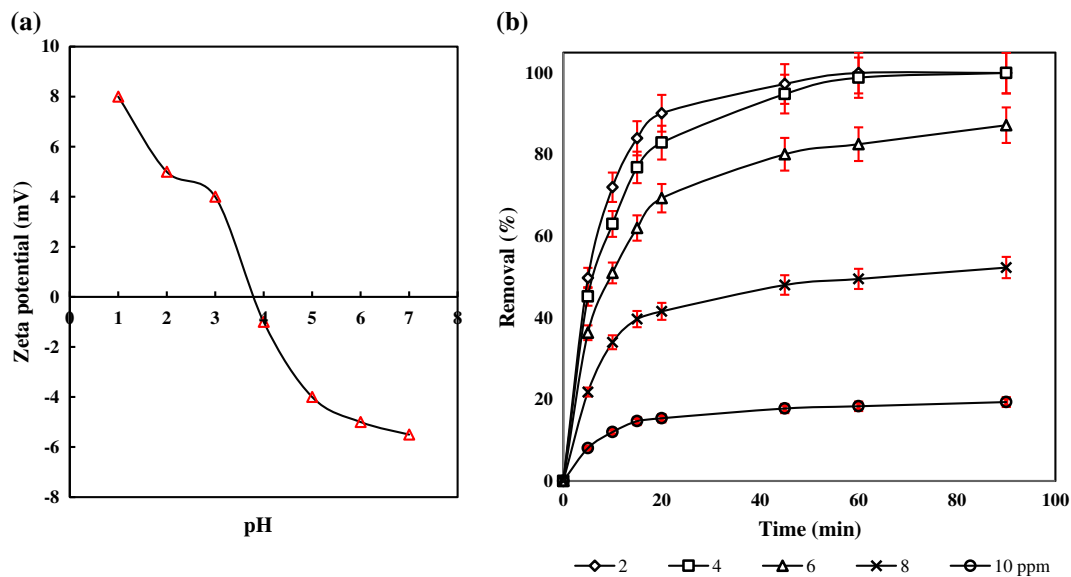 (a)
10
8
6
4
2
0
-2
-4
-6
-8
0 1 2 3 4 5 6 7 8
Zeta potential (mV)
pH
(b)
100
80
60
40
20
0
0 20 40 60 80 100
Removal (%)
Time (min)
2 4 6 8 10 ppm